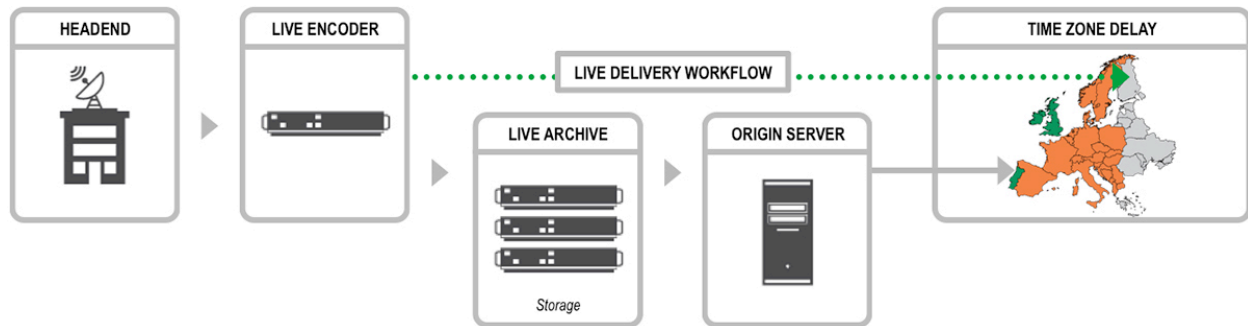 HEADEND
LIVE ENCODER
TIME ZONE DELAY
LIVE DELIVERY WORKFLOW
LIVE ARCHIVE
ORIGIN SERVER
Storage